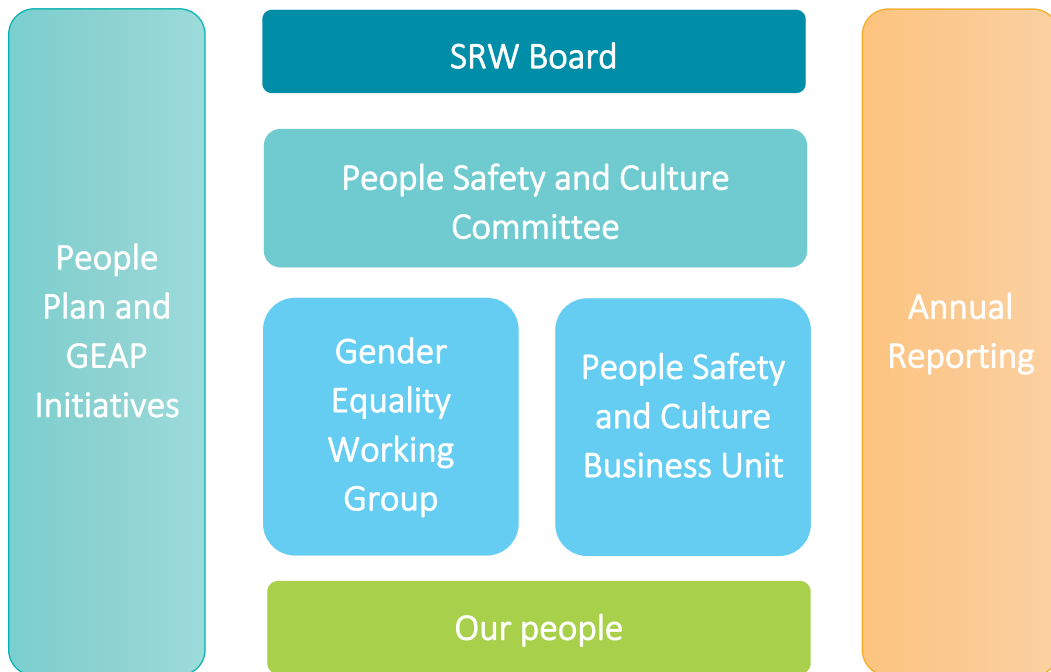 People
Plan and
GEAP
Initiatives
SRW Board
People Safety and Culture
Committee
Gender
Equality
Working
Group
People Safety
and Culture
Business Unit
Our people
Annual
Reporting